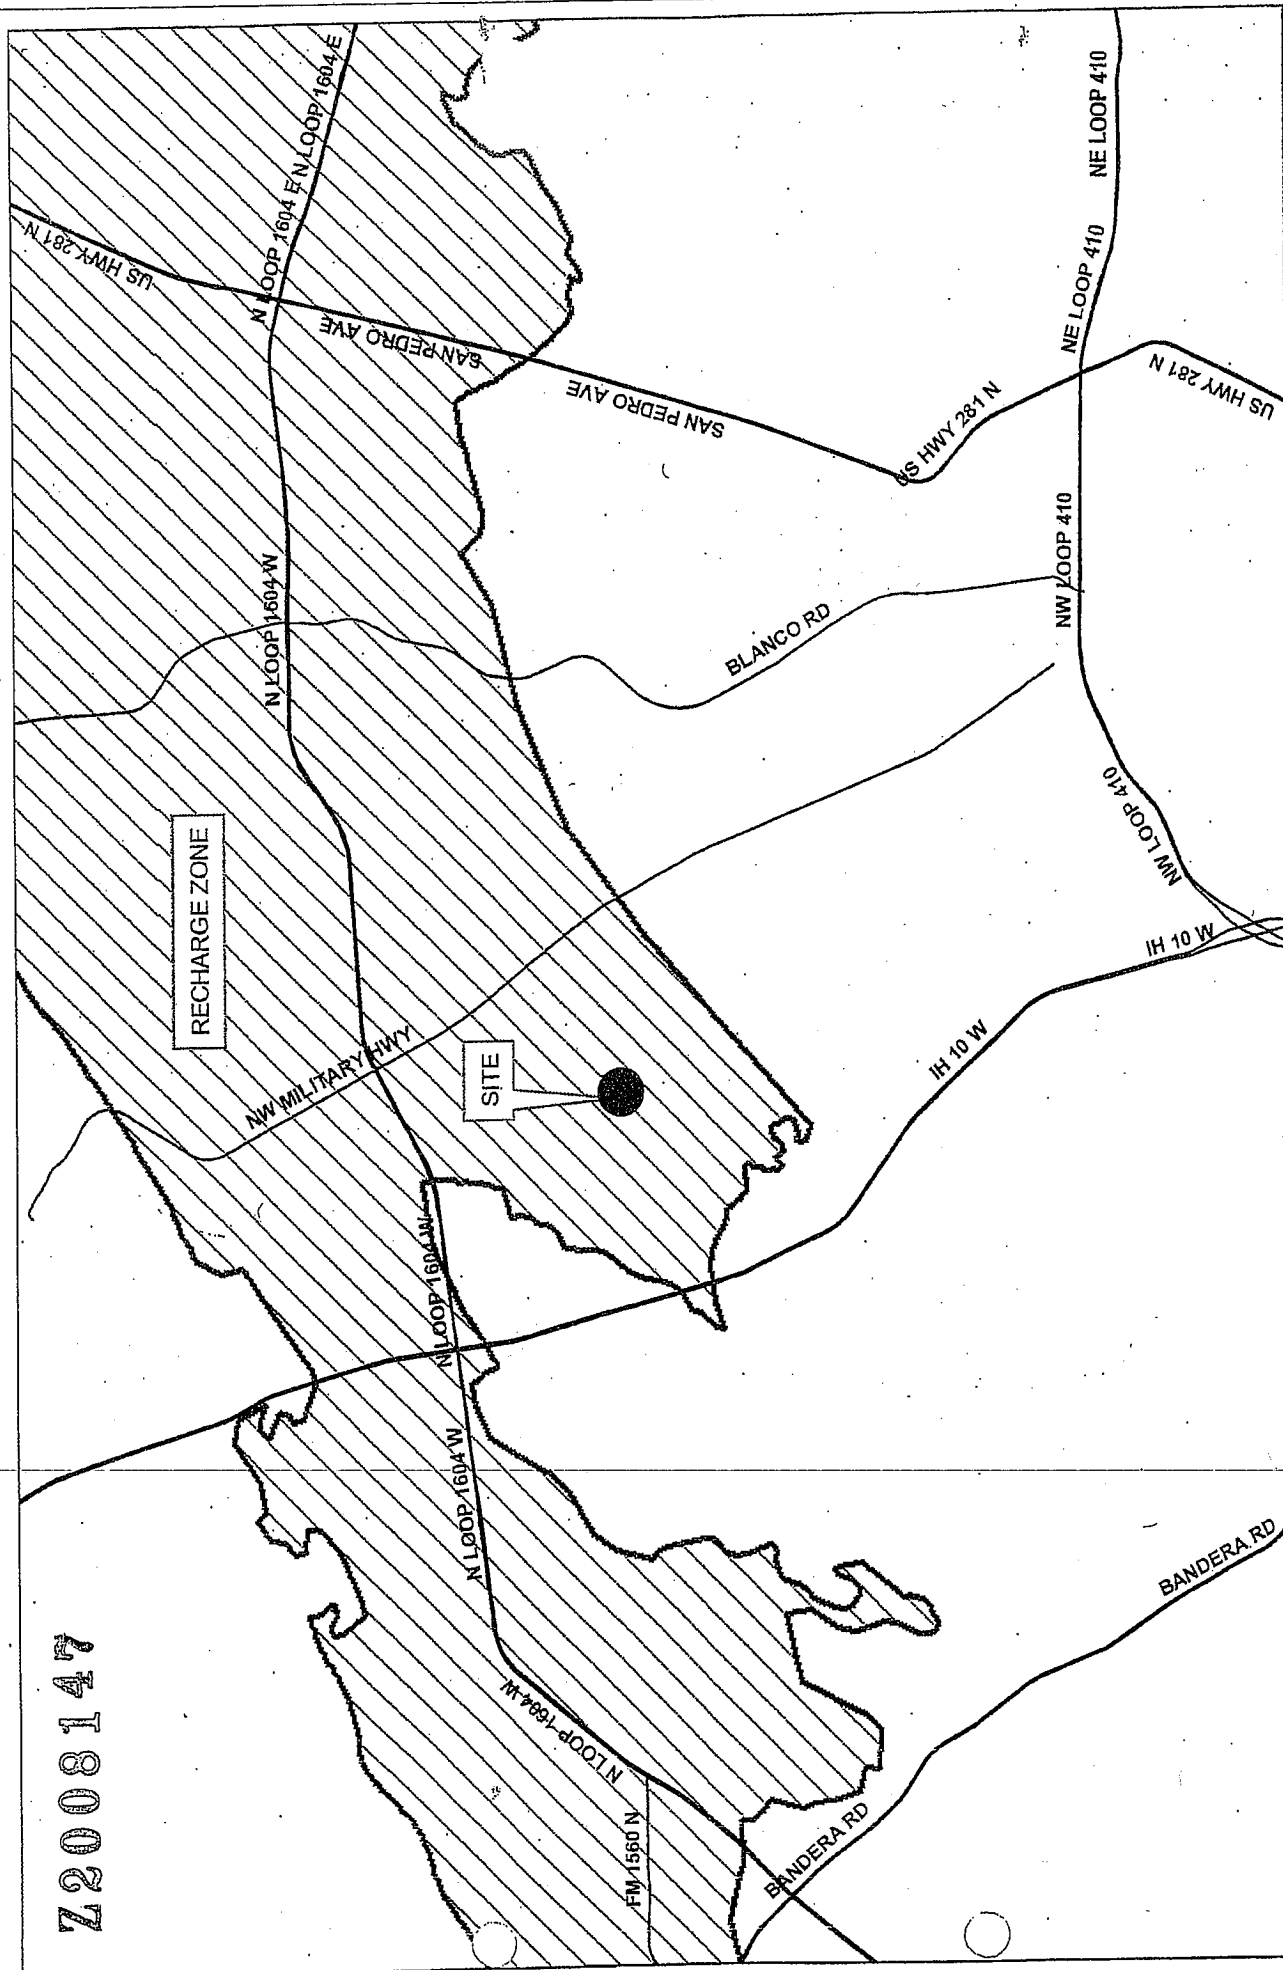 Z2008147
RECHARGE ZONE
SITE
US HWY 281 N
N LOOP 1604 E
N LOOP 1604 E
SAN PEDRO AVE
SAN PEDRO AVE
SAN PEDRO AVE
US HWY 281 N
US HWY 281 N
NE LOOP 410
NE LOOP 410
NW LOOP 410
NW LOOP 410
N LOOP 1604 W
BLANCO RD
NW MILITARY HWY
IH 10 W
IH 10 W
N LOOP 1604 W
N LOOP 1604 W
N LOOP 1604 W
FM 1560 N
BANDERA RD
BANDERA RD